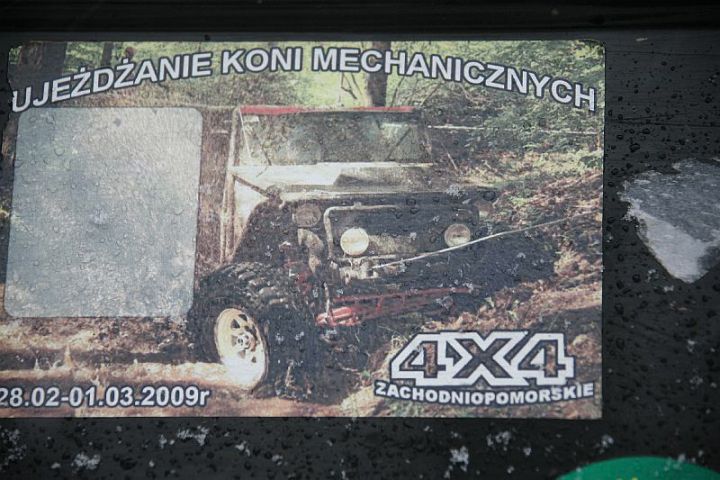 UJEŻDŻANIE KONI MECHANICZNYCH
28.02-01.03.2009r
4X4
ZACHODNIOPOMORSKIE